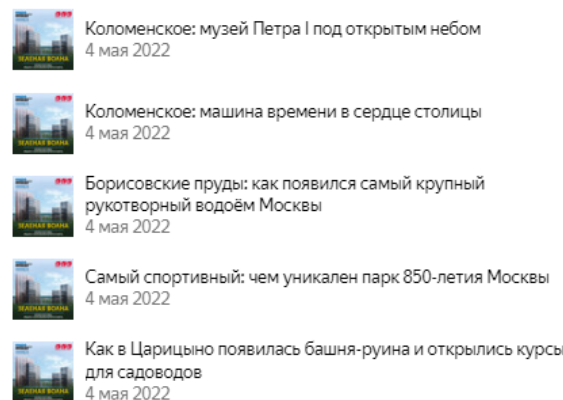 Коломенское: музей Петра I под открытым небом
4 мая 2022
Коломенское: машина времени в сердце столицы
4 мая 2022
Борисовские пруды: как появился самый крупный
рукотворный водоём Москвы
4 мая 2022
Самый спортивный: чем уникален парк 850-летия Москвы
4 мая 2022
Как в Царицыно появилась башня-руина и открылись курсы
для садоводов
4 мая 2022